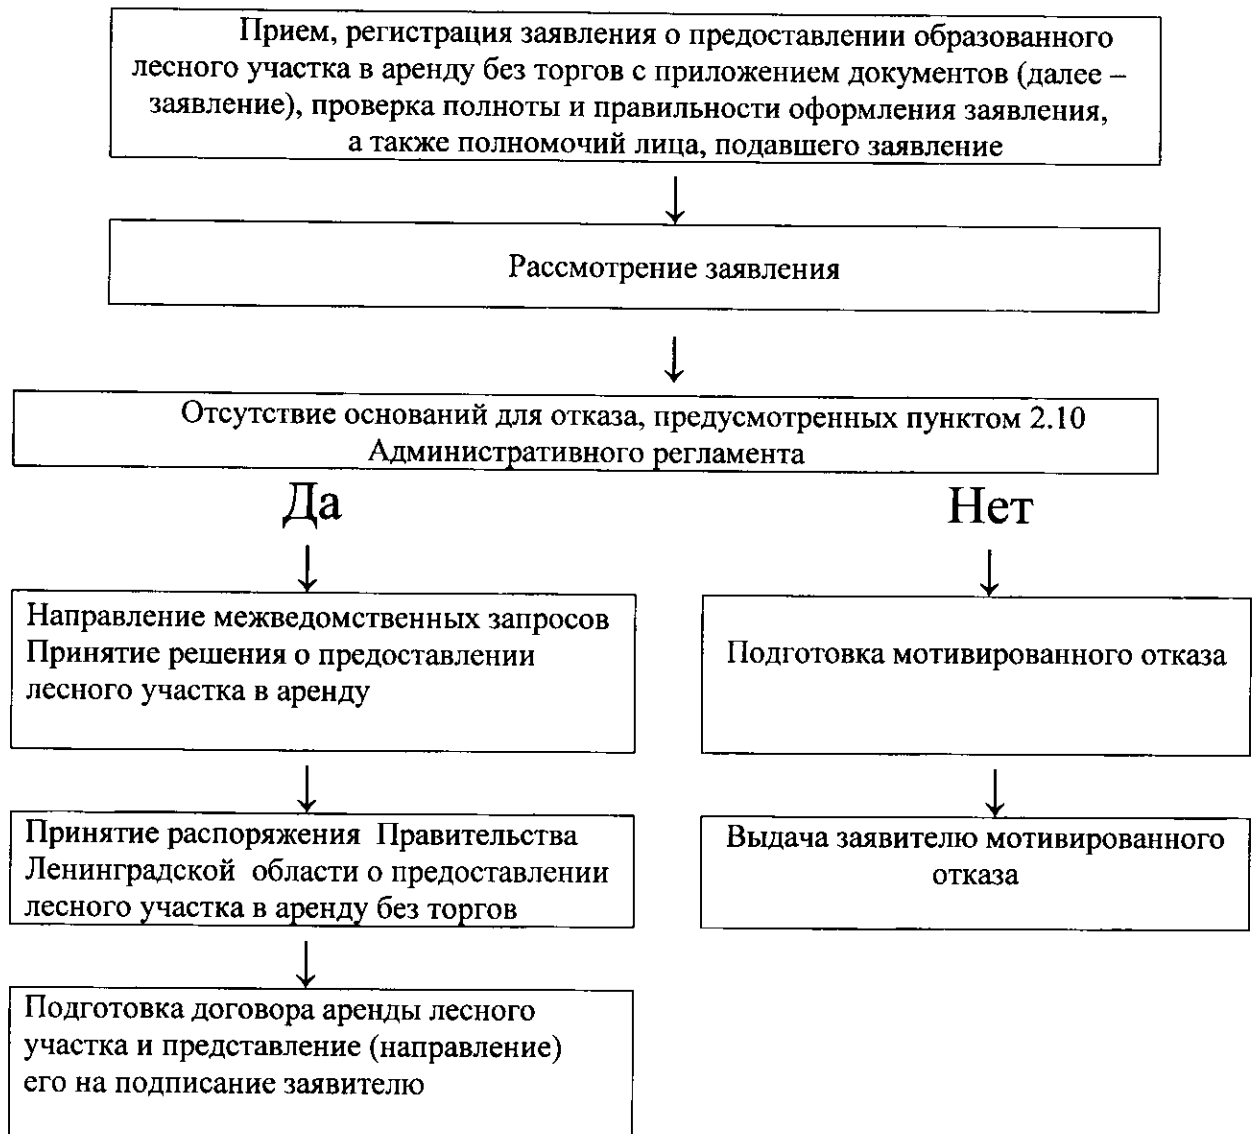 Прием, регистрация заявления о предоставлении образованного
лесного участка в аренду без торгов с приложением документов (далее –
заявление), проверка полноты и правильности оформления заявления,
а также полномочий лица, подавшего заявление
Рассмотрение заявления
Отсутствие оснований для отказа, предусмотренных пунктом 2.10
Административного регламента
Да
Нет
Направление межведомственных запросов
Принятие решения о предоставлении
лесного участка в аренду
Подготовка мотивированного отказа
Принятие распоряжения Правительства
Ленинградской области о предоставлении
лесного участка в аренду без торгов
Выдача заявителю мотивированного
отказа
Подготовка договора аренды лесного
участка и представление (направление)
его на подписание заявителю